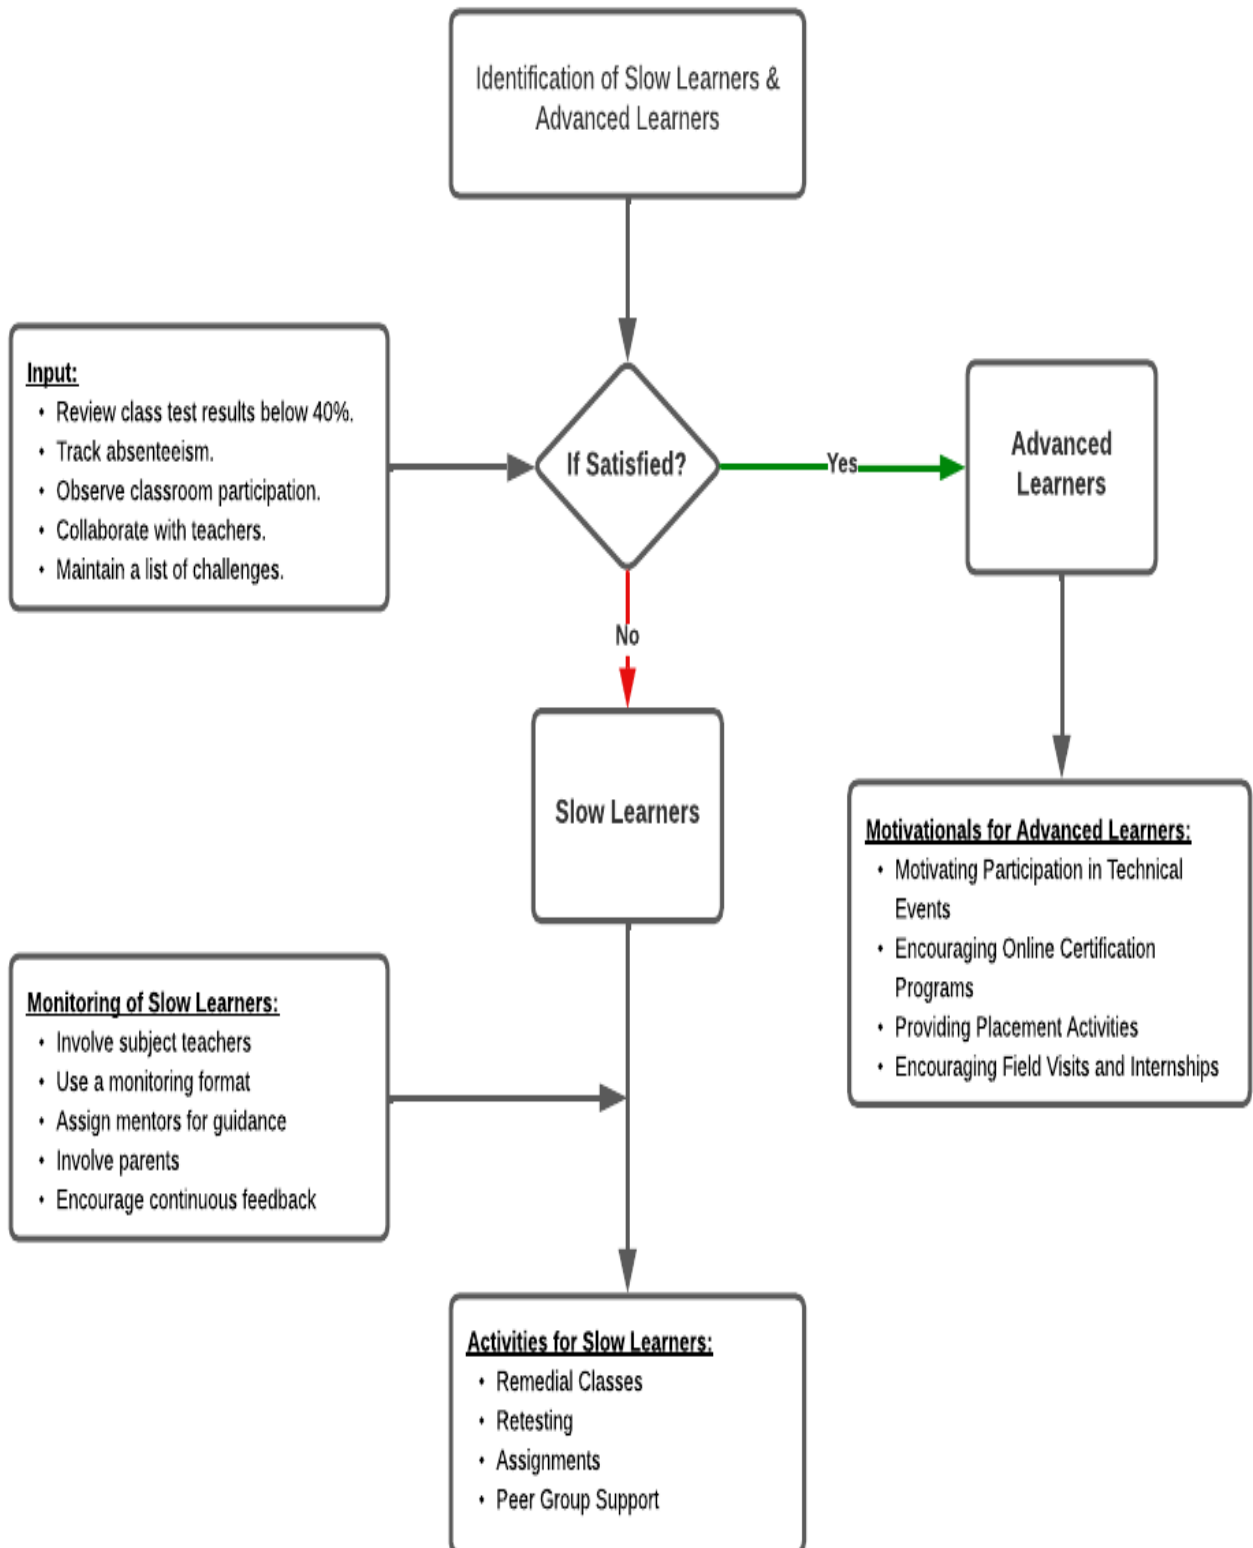 Identification of Slow Learners &
Advanced Learners
Input:
• Review class test results below 40%.
• Track absenteeism.
• Observe classroom participation.
• Collaborate with teachers.
• Maintain a list of challenges.
If Satisfied?
Yes
Advanced
Learners
No
Slow Learners
Motivationals for Advanced Learners:
• Motivating Participation in Technical
Events
• Encouraging Online Certification
Programs
• Providing Placement Activities
• Encouraging Field Visits and Internships
Monitoring of Slow Learners:
• Involve subject teachers
• Use a monitoring format
• Assign mentors for guidance
• Involve parents
• Encourage continuous feedback
Activities for Slow Learners:
• Remedial Classes
• Retesting
• Assignments
• Peer Group Support